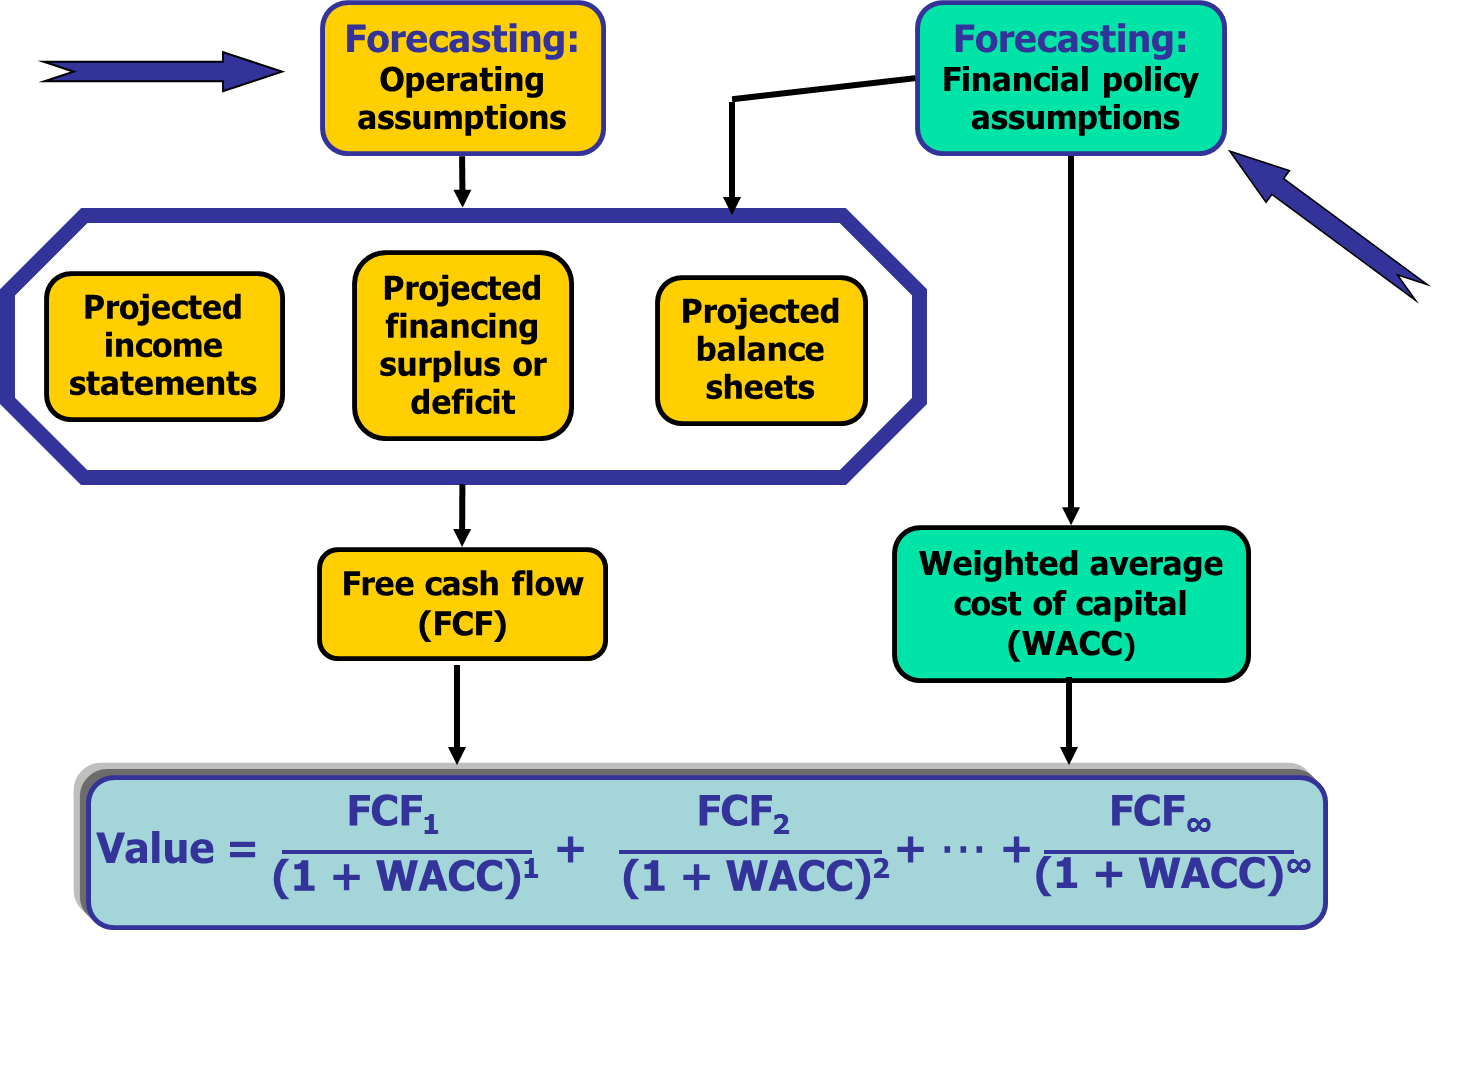 Forecasting:
Operating
assumptions
Forecasting:
Financial policy
assumptions
Projected
income
statements
Projected
financing
surplus or
deficit
Projected
balance
sheets
Free cash flow
(FCF)
Weighted average
cost of capital
(WACC)
Value = FCF₁ / (1 + WACC)¹ + FCF₂ / (1 + WACC)² + ⋯ + FCF∞ / (1 + WACC)^∞